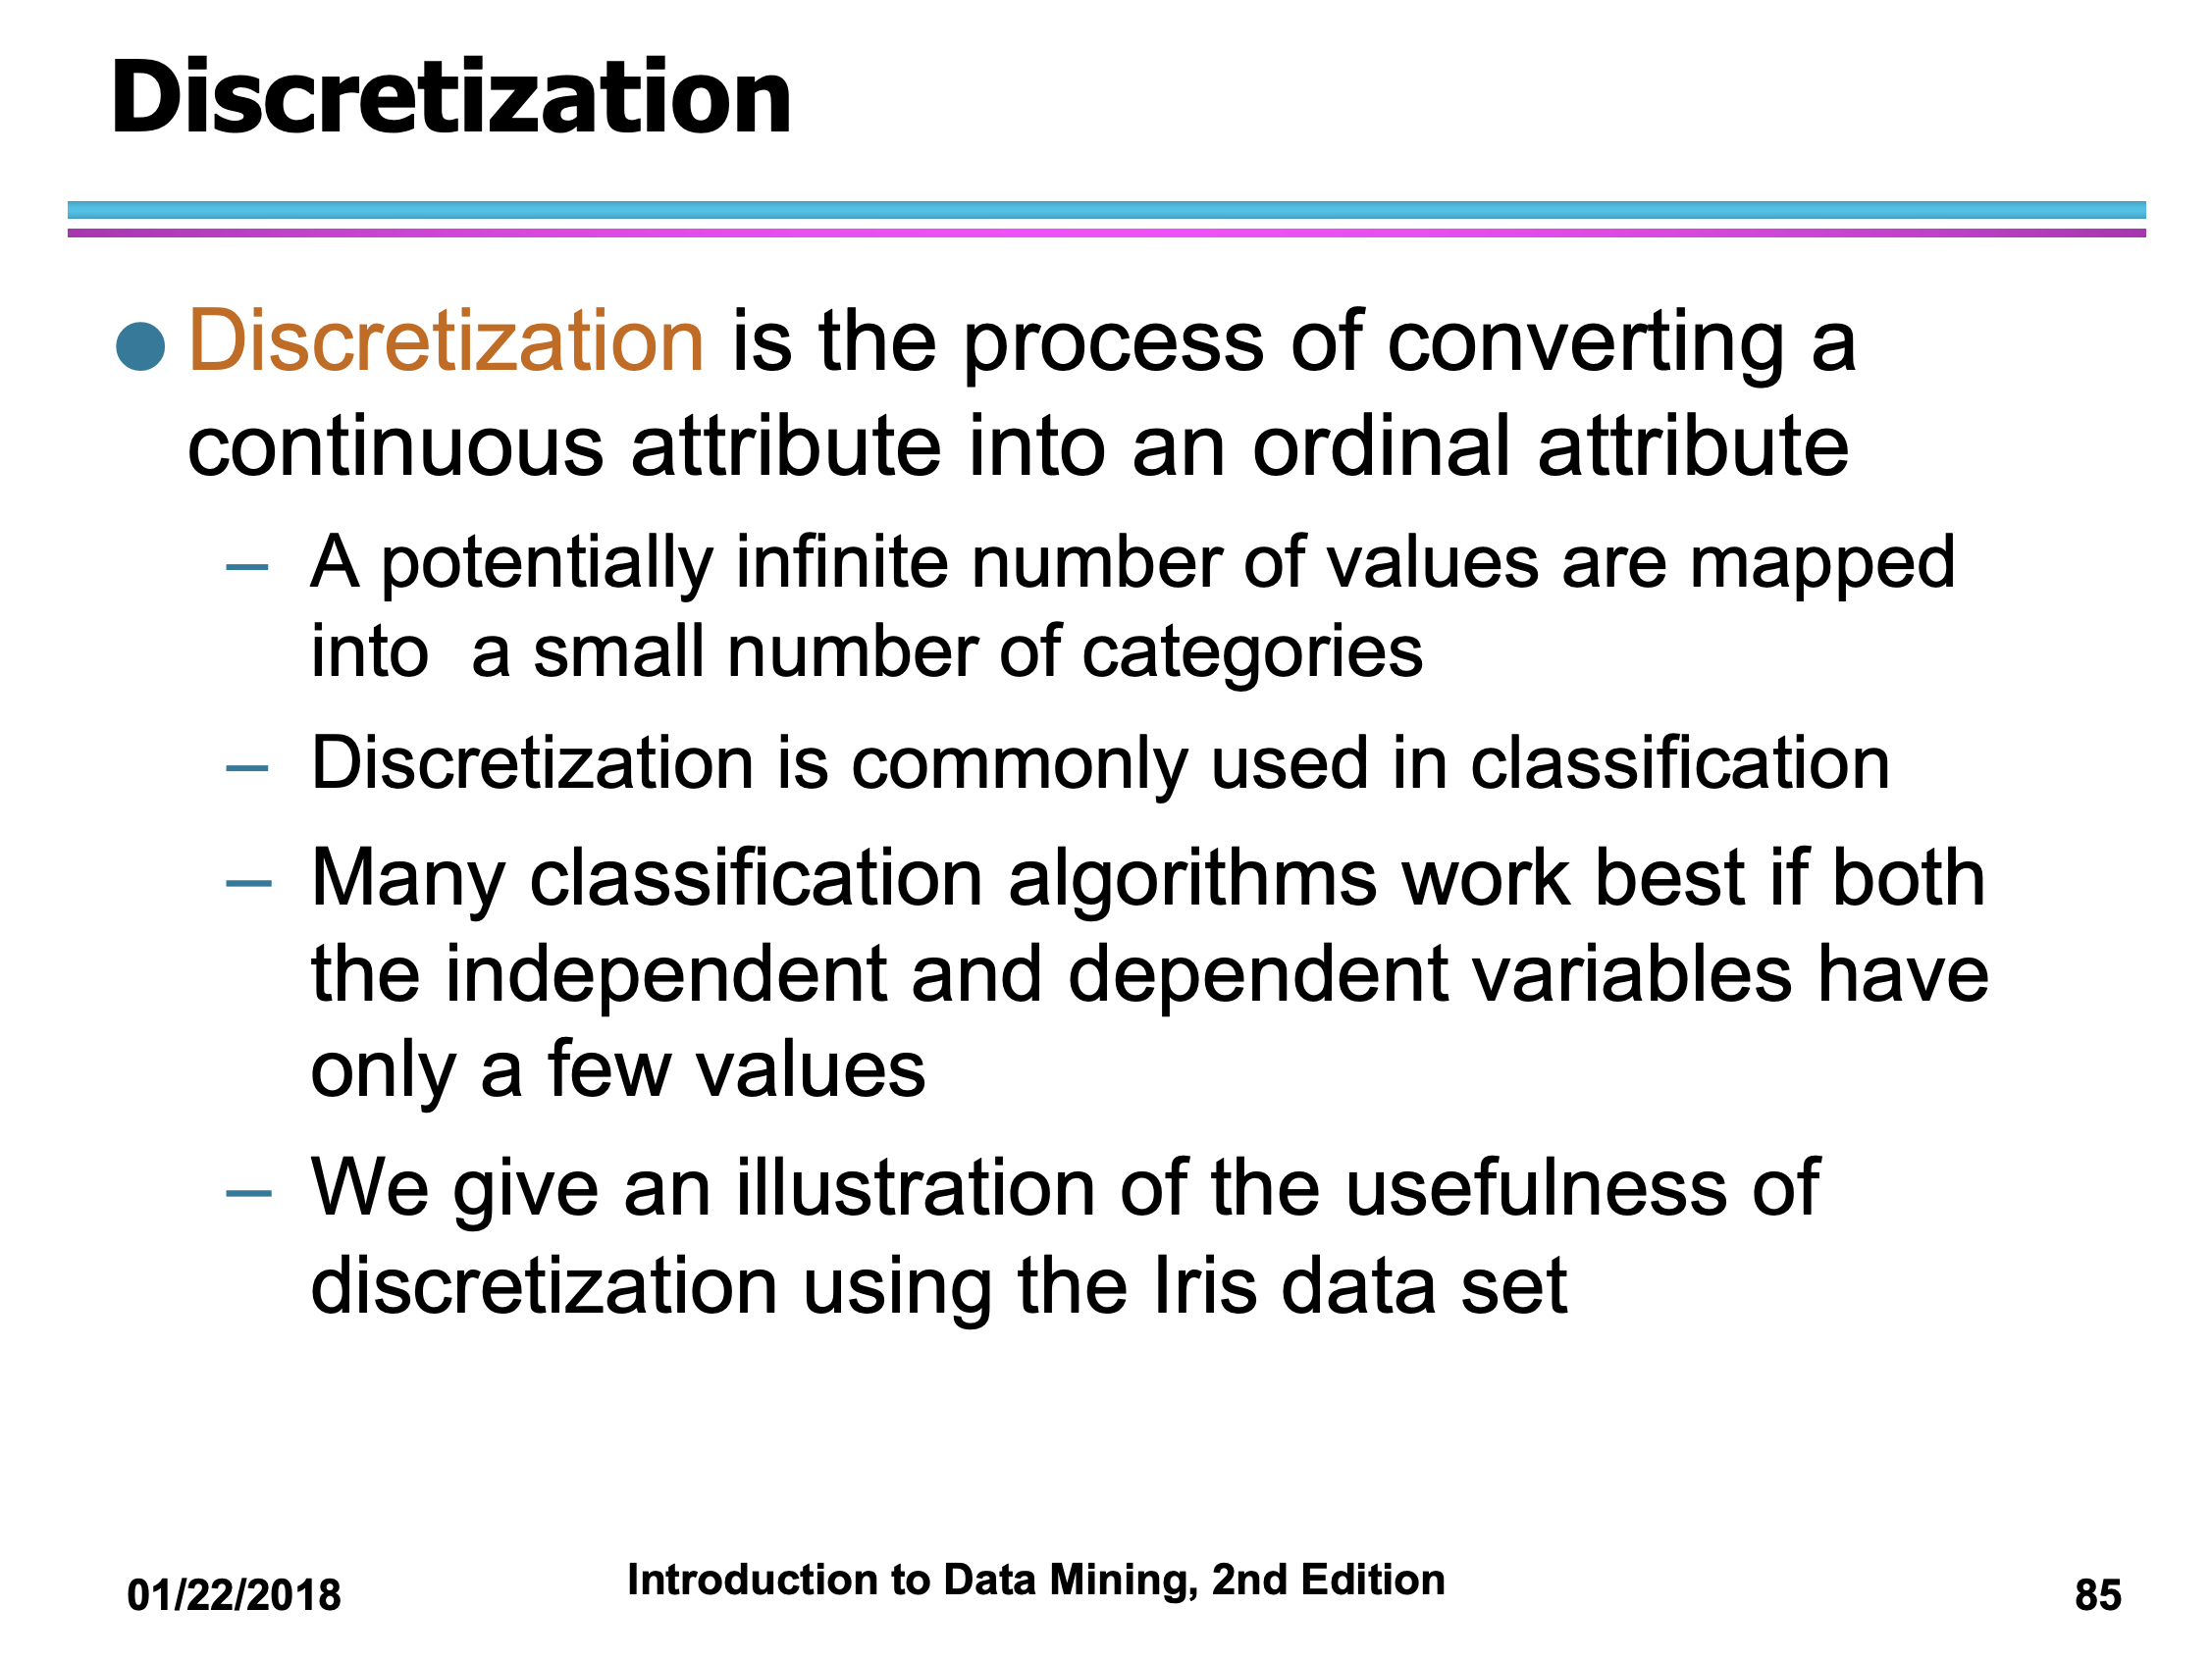 Discretization
● Discretization is the process of converting a
continuous attribute into an ordinal attribute
– A potentially infinite number of values are mapped
into  a small number of categories
– Discretization is commonly used in classification
– Many classification algorithms work best if both
the independent and dependent variables have
only a few values
– We give an illustration of the usefulness of
discretization using the Iris data set
01/22/2018
Introduction to Data Mining, 2nd Edition
85